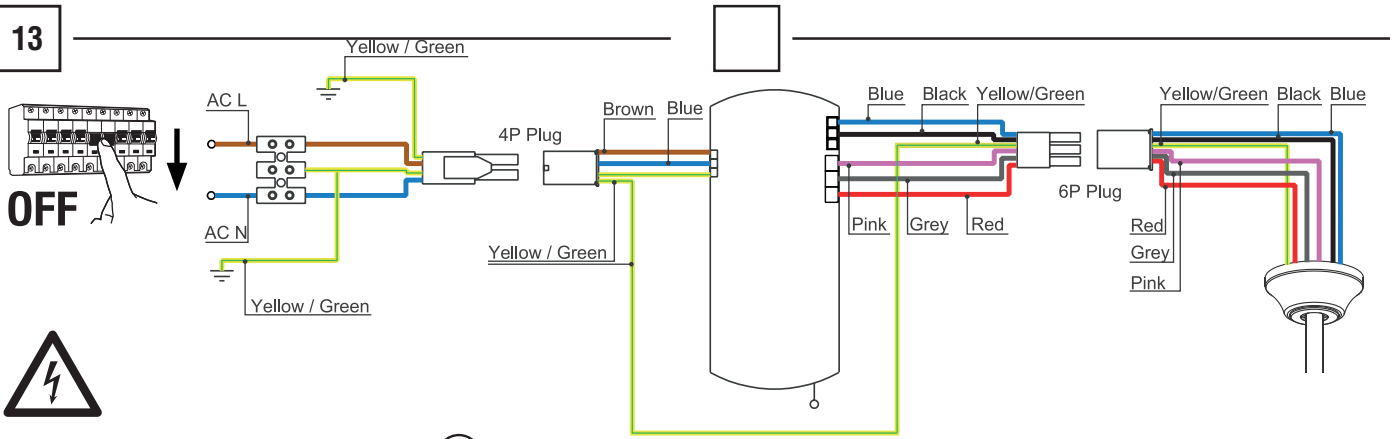 13
Yellow / Green
AC L
Brown
Blue
4P Plug
Blue
Black
Yellow/Green
Yellow/Green
Black
Blue
OFF
AC N
6P Plug
Pink
Grey
Red
Red
Grey
Pink
Yellow / Green
Yellow / Green